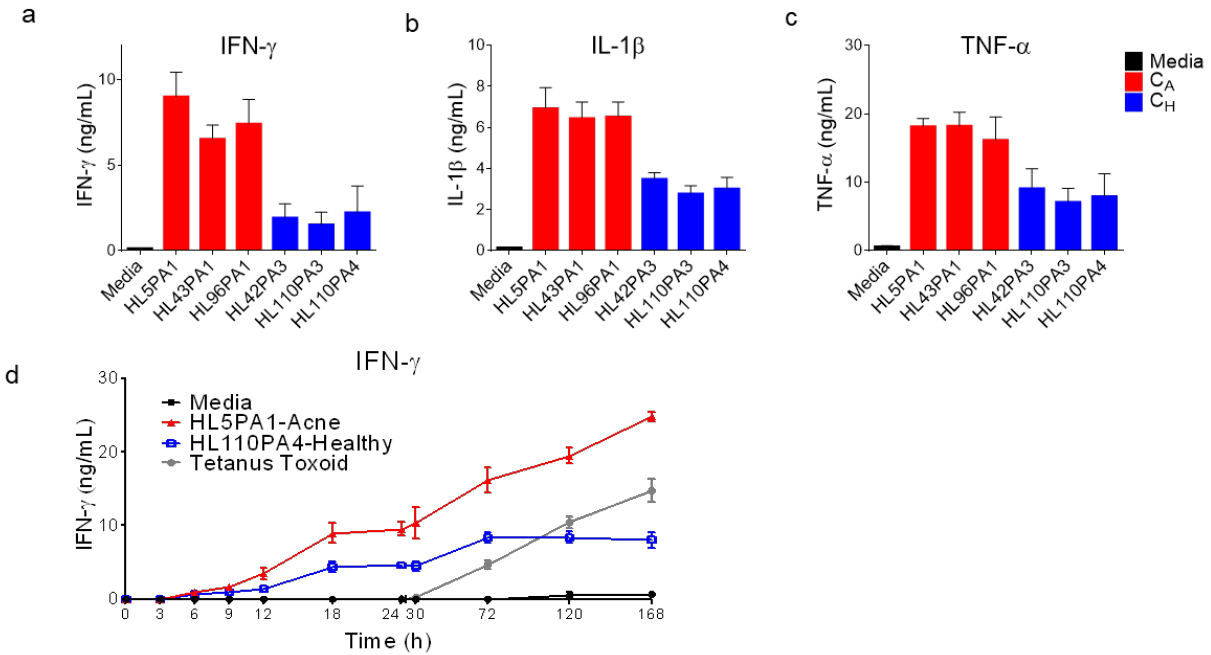 a
IFN-γ
IFN-γ (ng/mL)
10
5
0
Media
HL5PA1
HL43PA1
HL96PA1
HL42PA3
HL110PA3
HL110PA4
b
IL-1β
IL-1β (ng/mL)
10
8
6
4
2
0
Media
HL5PA1
HL43PA1
HL96PA1
HL42PA3
HL110PA3
HL110PA4
c
TNF-α
TNF-α (ng/mL)
30
20
10
0
Media
HL5PA1
HL43PA1
HL96PA1
HL42PA3
HL110PA3
HL110PA4
Media
CA
CH
d
IFN-γ
IFN-γ (ng/mL)
30
20
10
0
Media
HL5PA1-Acne
HL110PA4-Healthy
Tetanus Toxoid
0 3 6 9 12 18 24 30 72 120 168
Time (h)